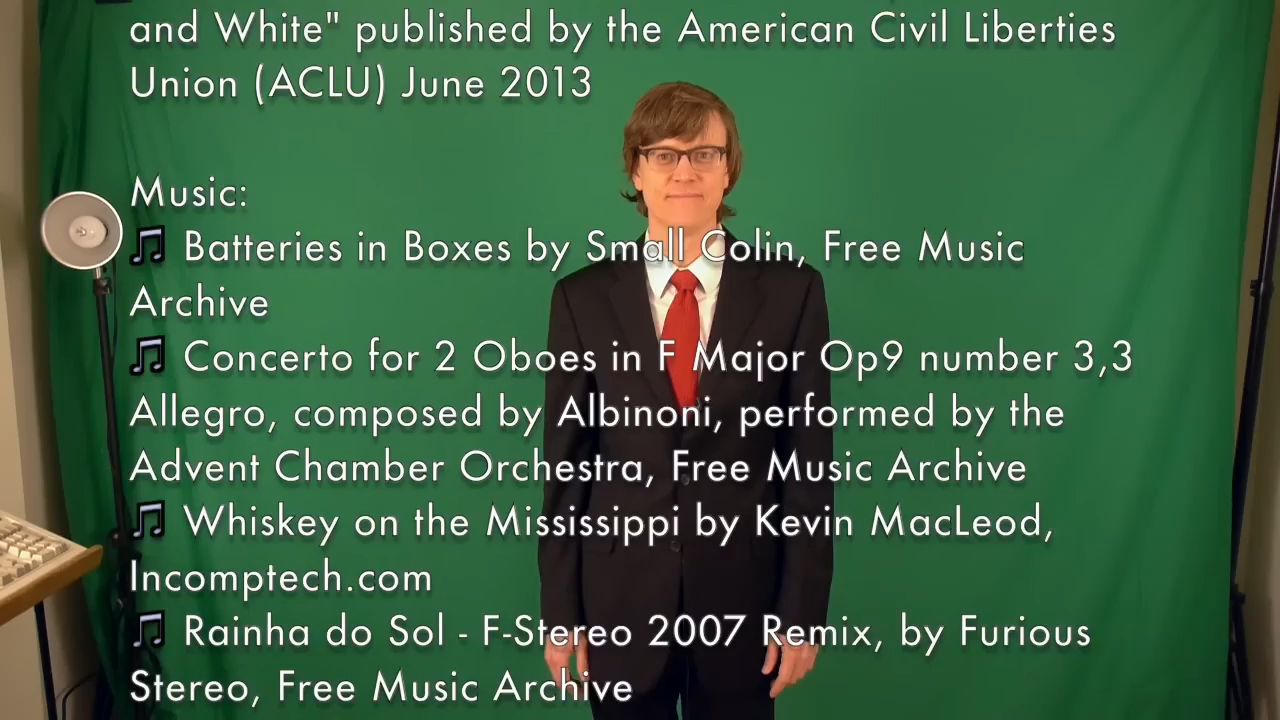 and White" published by the American Civil Liberties
Union (ACLU) June 2013
Music:
🎵 Batteries in Boxes by Small Colin, Free Music
Archive
🎵 Concerto for 2 Oboes in F Major Op9 number 3,3
Allegro, composed by Albinoni, performed by the
Advent Chamber Orchestra, Free Music Archive
🎵 Whiskey on the Mississippi by Kevin MacLeod,
Incomptech.com
🎵 Rainha do Sol - F-Stereo 2007 Remix, by Furious
Stereo, Free Music Archive